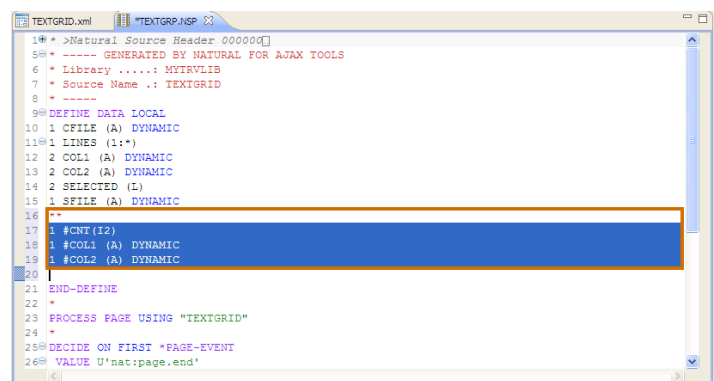 TEXTGRID.xml *TEXTGRP.NSP
1 * >Natural Source Header 000000
5 * ----- GENERATED BY NATURAL FOR AJAX TOOLS
6 * Library .....: MYTRVLIB
7 * Source Name .: TEXTGRID
8 * -----
9 DEFINE DATA LOCAL
10 1 CFILE (A) DYNAMIC
11 1 LINES (1:*)
12 2 COL1 (A) DYNAMIC
13 2 COL2 (A) DYNAMIC
14 2 SELECTED (L)
15 1 SFILE (A) DYNAMIC
16 **
17 1 #CNT(I2)
18 1 #COL1 (A) DYNAMIC
19 1 #COL2 (A) DYNAMIC
20
21 END-DEFINE
22 *
23 PROCESS PAGE USING "TEXTGRID"
24 *
25 DECIDE ON FIRST *PAGE-EVENT
26 VALUE U'nat:page.end'